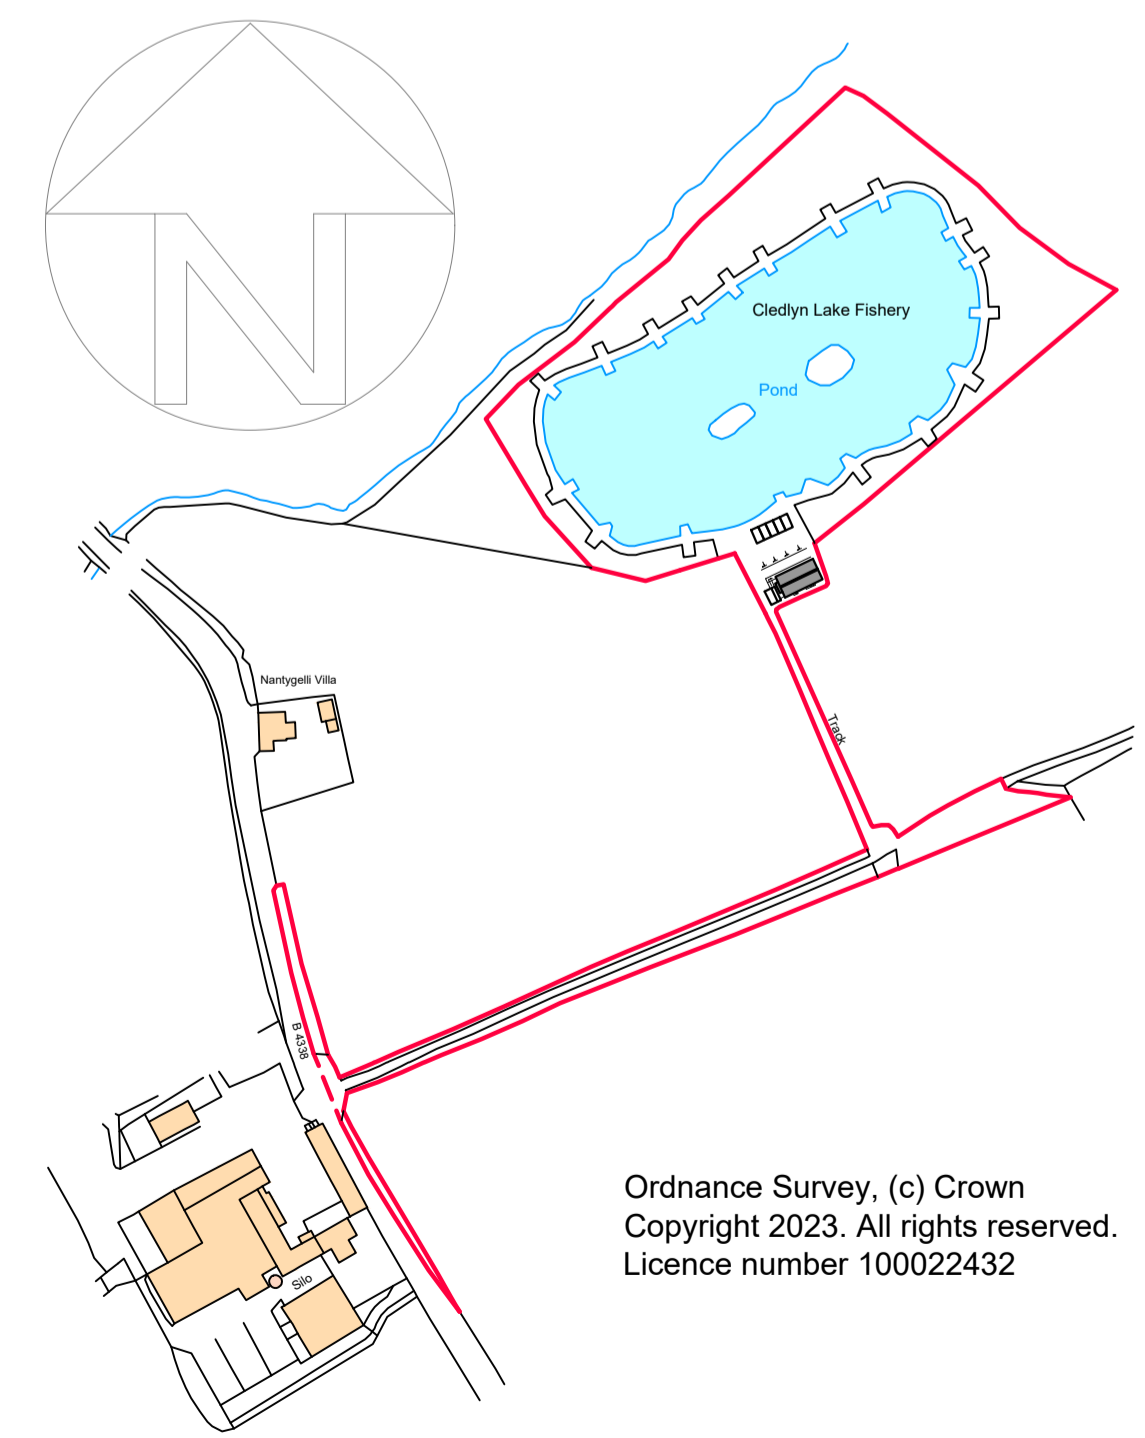 N
Cledlyn Lake Fishery
Pond
Nantygelli Villa
Track
B 4338
Silo
Ordnance Survey, (c) Crown
Copyright 2023. All rights reserved.
Licence number 100022432